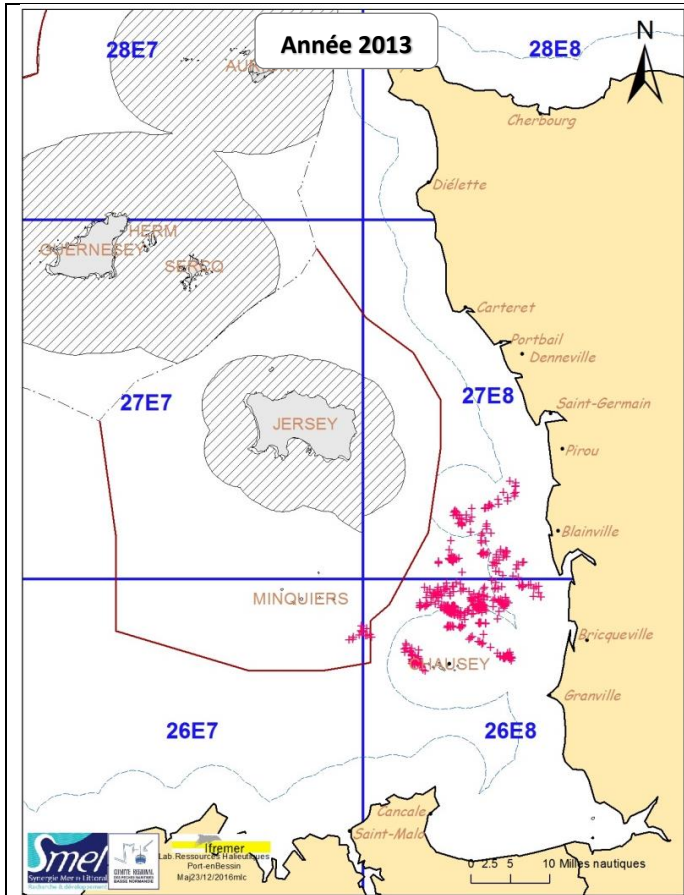 28E7
Année 2013
28E8
N
Cherbourg
Diélette
HERM
GUERNESEY
SERCQ
Carteret
Portbail
Denneville
27E7
27E8
Saint-Germain
JERSEY
Pirou
Blainville
MINQUIERS
Bricqueville
CHAUSEY
Granville
26E7
26E8
Cancale
Saint-Malo
Smel
Synergie Mer et Littoral
Recherche & développement
Ifremer
Lab. Ressources Halieutiques
Port-enBessin
Maj23/12/2016mlc
0 2.5 5 10 Milles nautiques